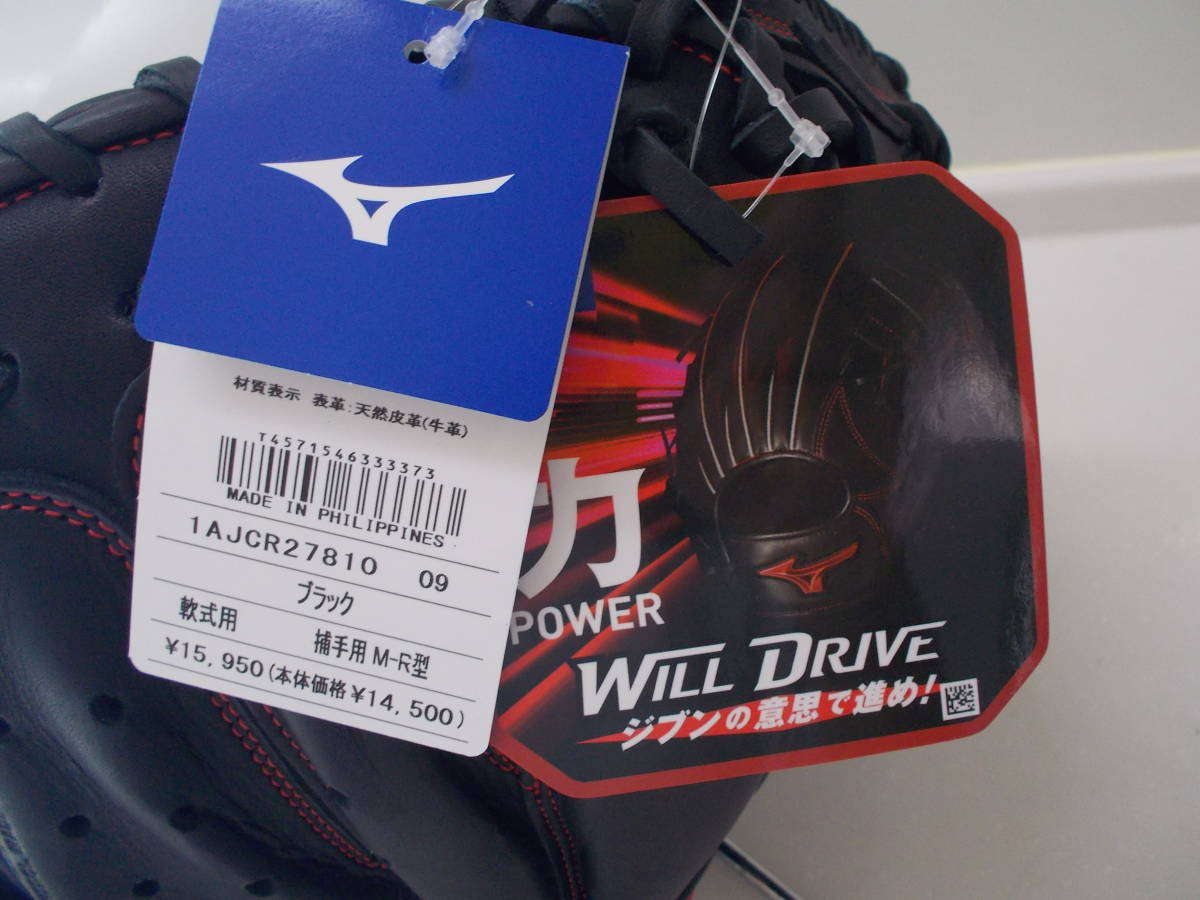 材質表示 表革:天然皮革(牛革)
T4571546333373
MADE IN PHILIPPINES
1AJCR27810 09
ブラック
軟式用 捕手用 M-R型
¥15,950(本体価格¥14,500)
力
POWER
WILL DRIVE
ジブンの意思で進め!